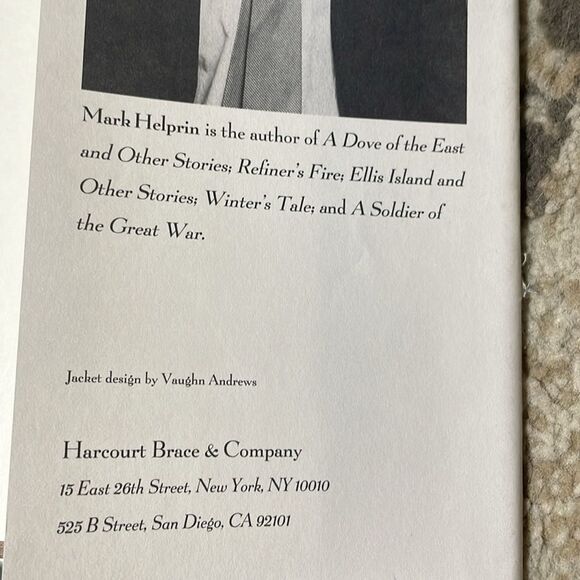 Mark Helprin is the author of A Dove of the East
and Other Stories; Refiner's Fire; Ellis Island and
Other Stories; Winter's Tale; and A Soldier of
the Great War.
Jacket design by Vaughn Andrews
Harcourt Brace & Company
15 East 26th Street, New York, NY 10010
525 B Street, San Diego, CA 92101